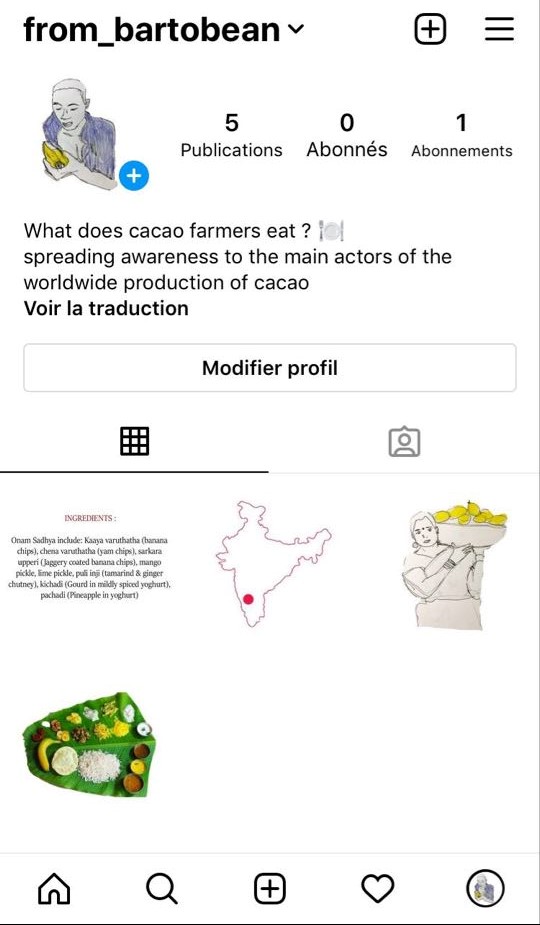 from_bartobean
5 0 1
Publications Abonnés Abonnements
What does cacao farmers eat ? 🍽️
spreading awareness to the main actors of the
worldwide production of cacao
Voir la traduction
Modifier profil
INGREDIENTS :
Onam Sadhya include: Kaaya varuthatha (banana
chips), chena varuthatha (yam chips), sarkara
upperi (Jaggery coated banana chips), mango
pickle, lime pickle, puli inji (tamarind & ginger
chutney), kichadi (Gourd in mildly spiced yoghurt),
pachadi (Pineapple in yoghurt)